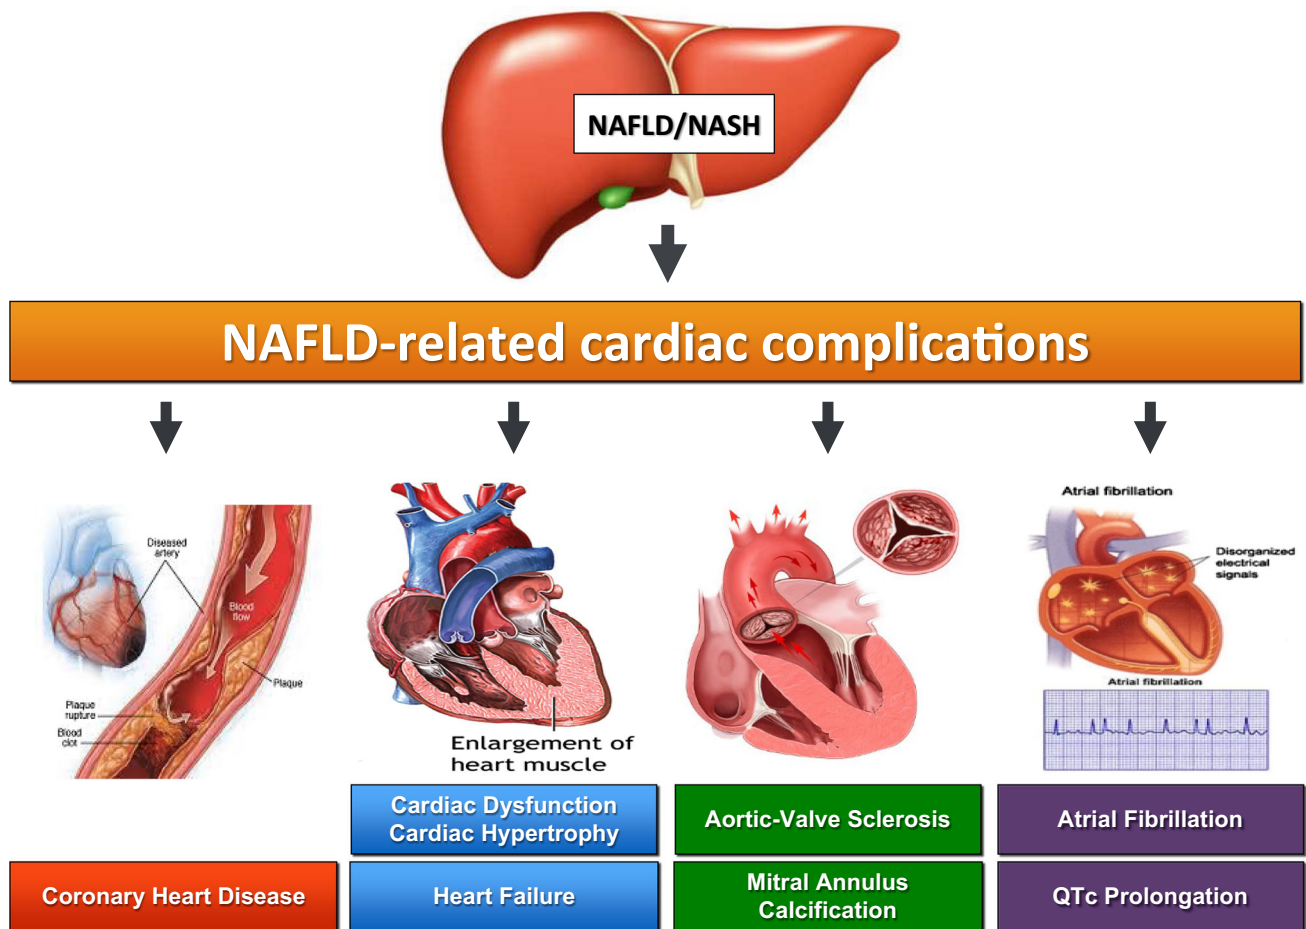 NAFLD/NASH
NAFLD-related cardiac complications
Diseased
artery
Blood
flow
Plaque
Plaque
rupture
Blood
clot
Enlargement of
heart muscle
Atrial fibrillation
Disorganized
electrical
signals
Atrial fibrillation
Cardiac Dysfunction
Cardiac Hypertrophy
Aortic-Valve Sclerosis
Atrial Fibrillation
Coronary Heart Disease
Heart Failure
Mitral Annulus
Calcification
QTc Prolongation